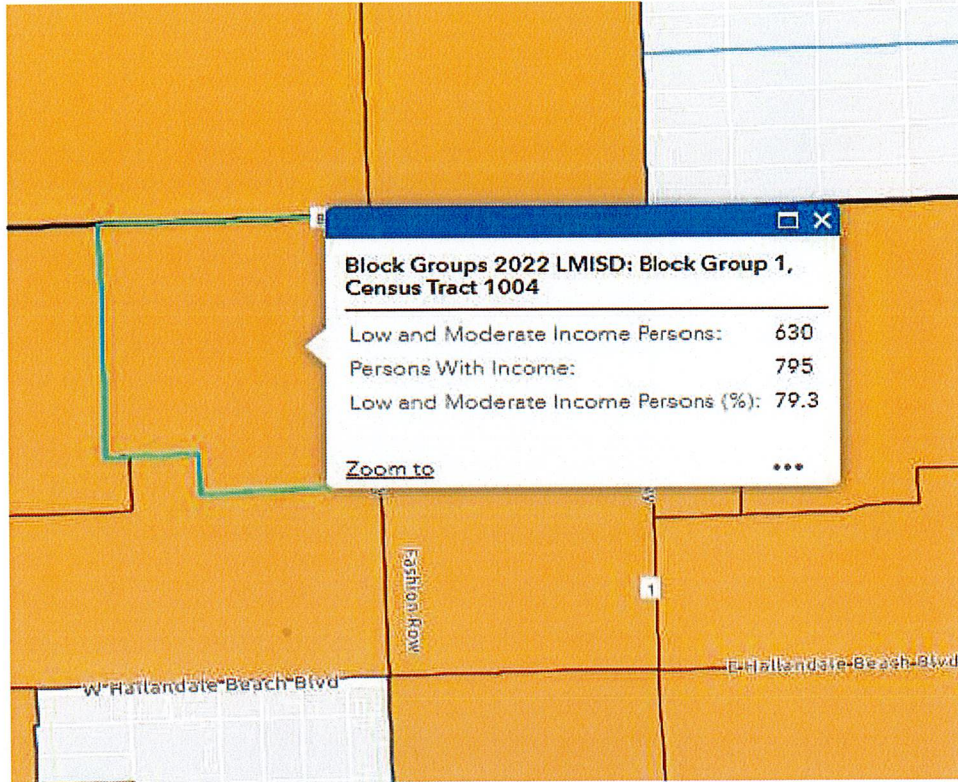 Block Groups 2022 LMISD: Block Group 1,
Census Tract 1004
Low and Moderate Income Persons: 630
Persons With Income: 795
Low and Moderate Income Persons (%): 79.3
Zoom to
Fashion Row
1
W Hallandale Beach Blvd
E Hallandale Beach Blvd